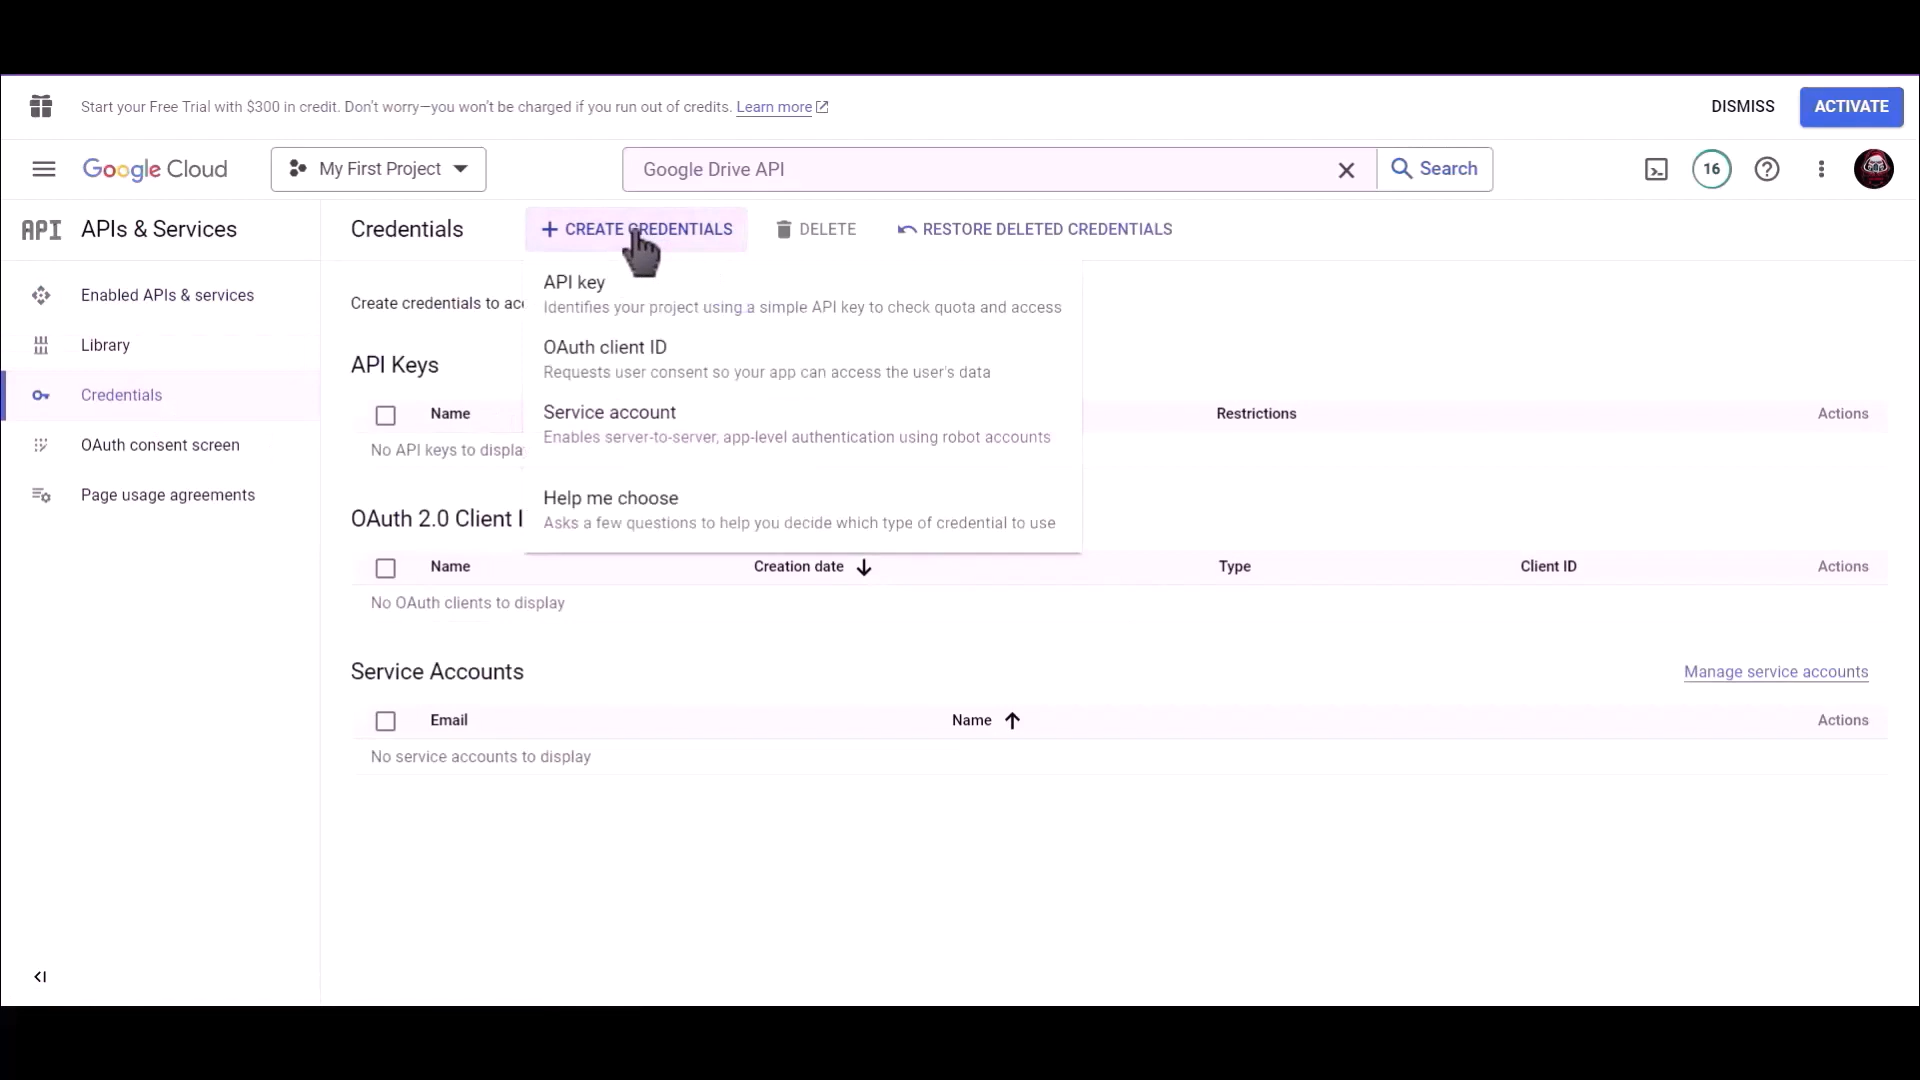 Start your Free Trial with $300 in credit. Don't worry—you won't be charged if you run out of credits. Learn more
DISMISS
ACTIVATE
Google Cloud
My First Project
Google Drive API
Search
16
API
APIs & Services
Credentials
CREATE CREDENTIALS
DELETE
RESTORE DELETED CREDENTIALS
Enabled APIs & services
Library
Credentials
OAuth consent screen
Page usage agreements
Create credentials to acc
API key
Identifies your project using a simple API key to check quota and access
OAuth client ID
Requests user consent so your app can access the user's data
Service account
Enables server-to-server, app-level authentication using robot accounts
Help me choose
Asks a few questions to help you decide which type of credential to use
API Keys
Name
Restrictions
Actions
No API keys to displa
OAuth 2.0 Client I
Name
Creation date
Type
Client ID
Actions
No OAuth clients to display
Service Accounts
Manage service accounts
Email
Name
Actions
No service accounts to display